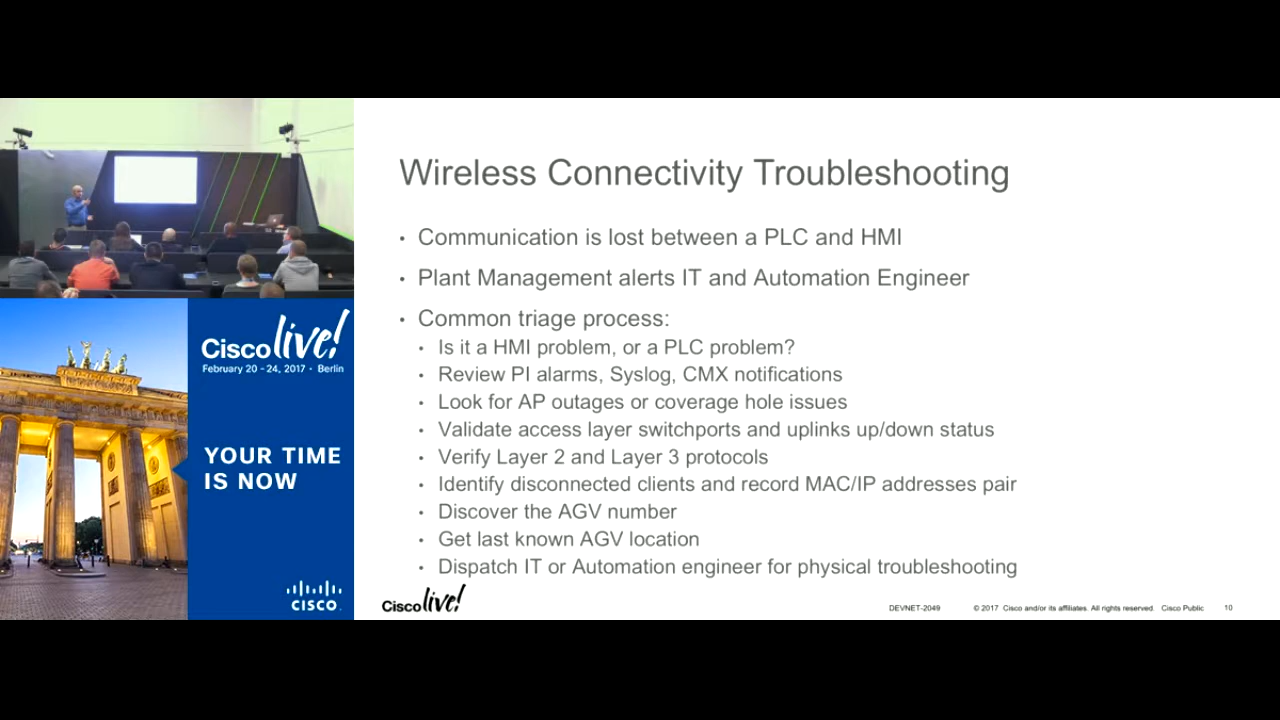 Wireless Connectivity Troubleshooting
• Communication is lost between a PLC and HMI
• Plant Management alerts IT and Automation Engineer
• Common triage process:
• Is it a HMI problem, or a PLC problem?
• Review PI alarms, Syslog, CMX notifications
• Look for AP outages or coverage hole issues
• Validate access layer switchports and uplinks up/down status
• Verify Layer 2 and Layer 3 protocols
• Identify disconnected clients and record MAC/IP addresses pair
• Discover the AGV number
• Get last known AGV location
• Dispatch IT or Automation engineer for physical troubleshooting
Cisco live!
February 20 - 24, 2017 • Berlin
YOUR TIME
IS NOW
CISCO.
Cisco live!
DEVNET-2049 © 2017 Cisco and/or its affiliates. All rights reserved. Cisco Public 10